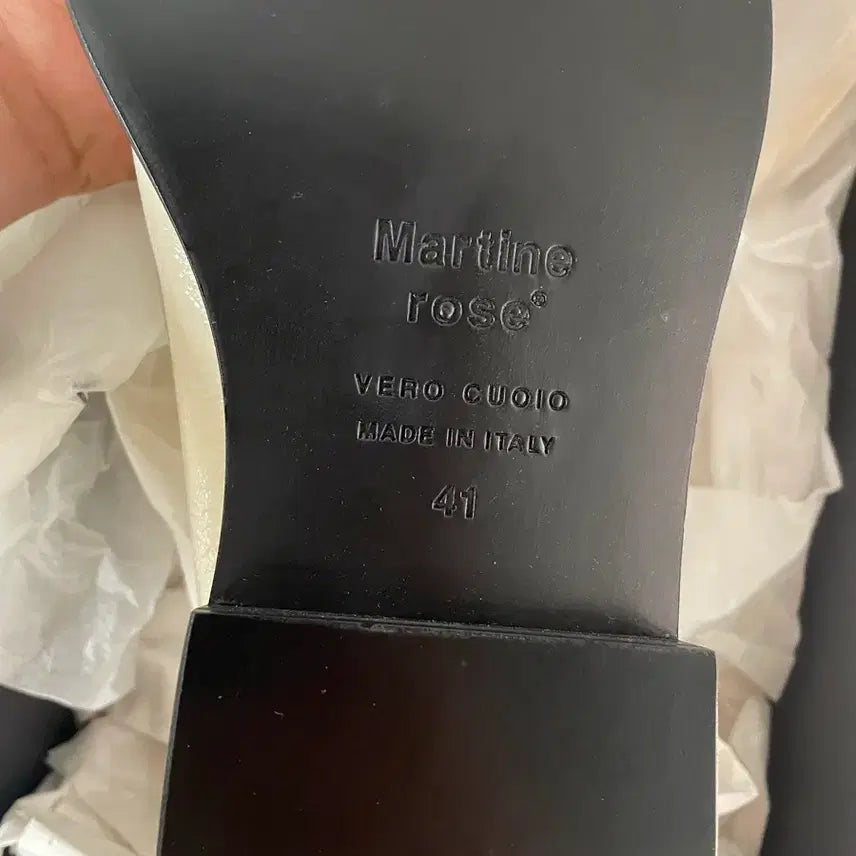 Martine
rose®
VERO CUOIO
MADE IN ITALY
41